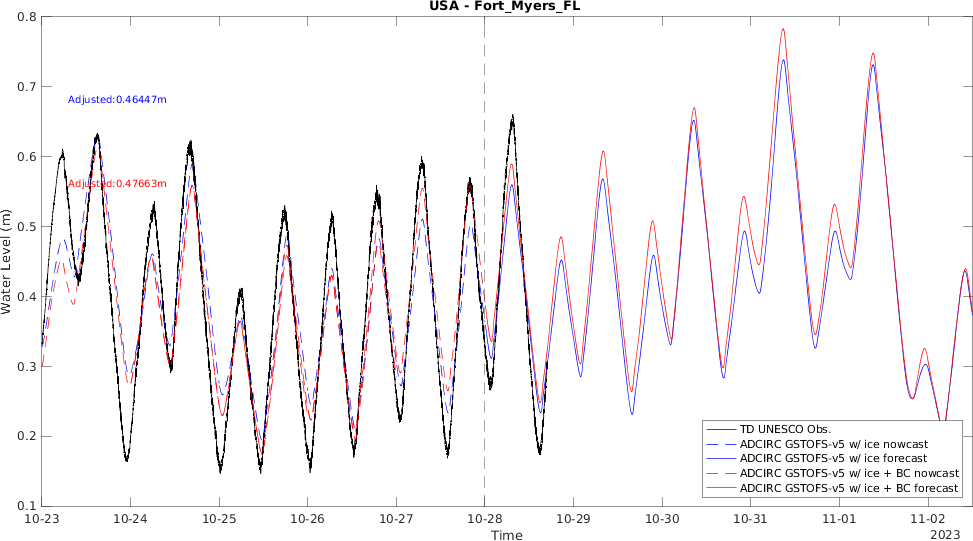 USA - Fort_Myers_FL
0.8
0.7
0.6
0.5
0.4
0.3
0.2
0.1
Water Level (m)
Adjusted:0.46447m
Adjusted:0.47663m
TD UNESCO Obs.
ADCIRC GSTOFS-v5 w/ ice nowcast
ADCIRC GSTOFS-v5 w/ ice forecast
ADCIRC GSTOFS-v5 w/ ice + BC nowcast
ADCIRC GSTOFS-v5 w/ ice + BC forecast
10-23 10-24 10-25 10-26 10-27 10-28 10-29 10-30 10-31 11-01 11-02
Time
2023